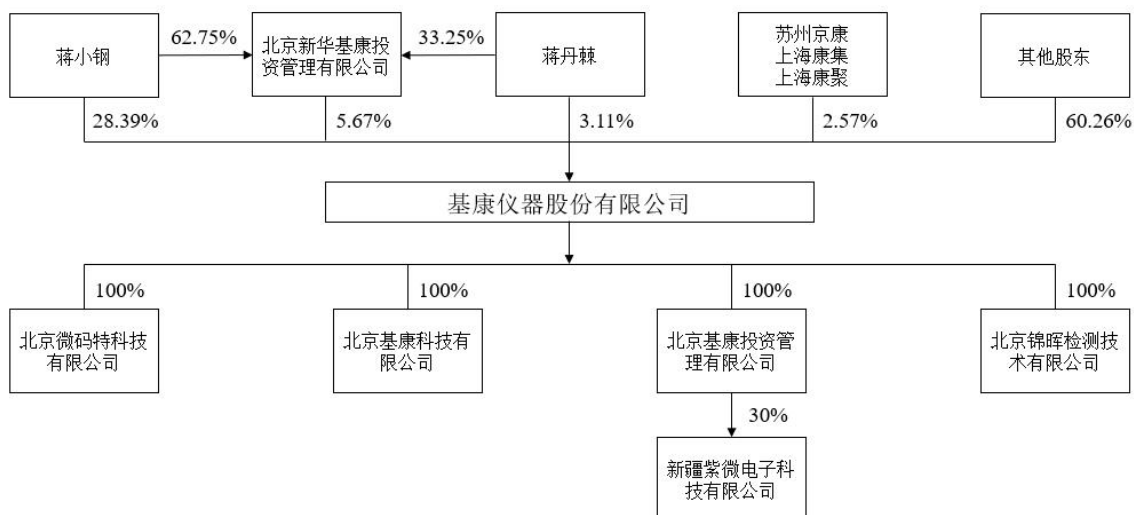 蒋小钢
62.75%
北京新华基康投
资管理有限公司
33.25%
蒋丹棘
苏州京康
上海康集
上海康聚
其他股东
28.39%
5.67%
3.11%
2.57%
60.26%
基康仪器股份有限公司
100%
100%
100%
100%
北京微码特科技
有限公司
北京基康科技有
限公司
北京基康投资管
理有限公司
北京锦晖检测技
术有限公司
30%
新疆紫微电子科
技有限公司